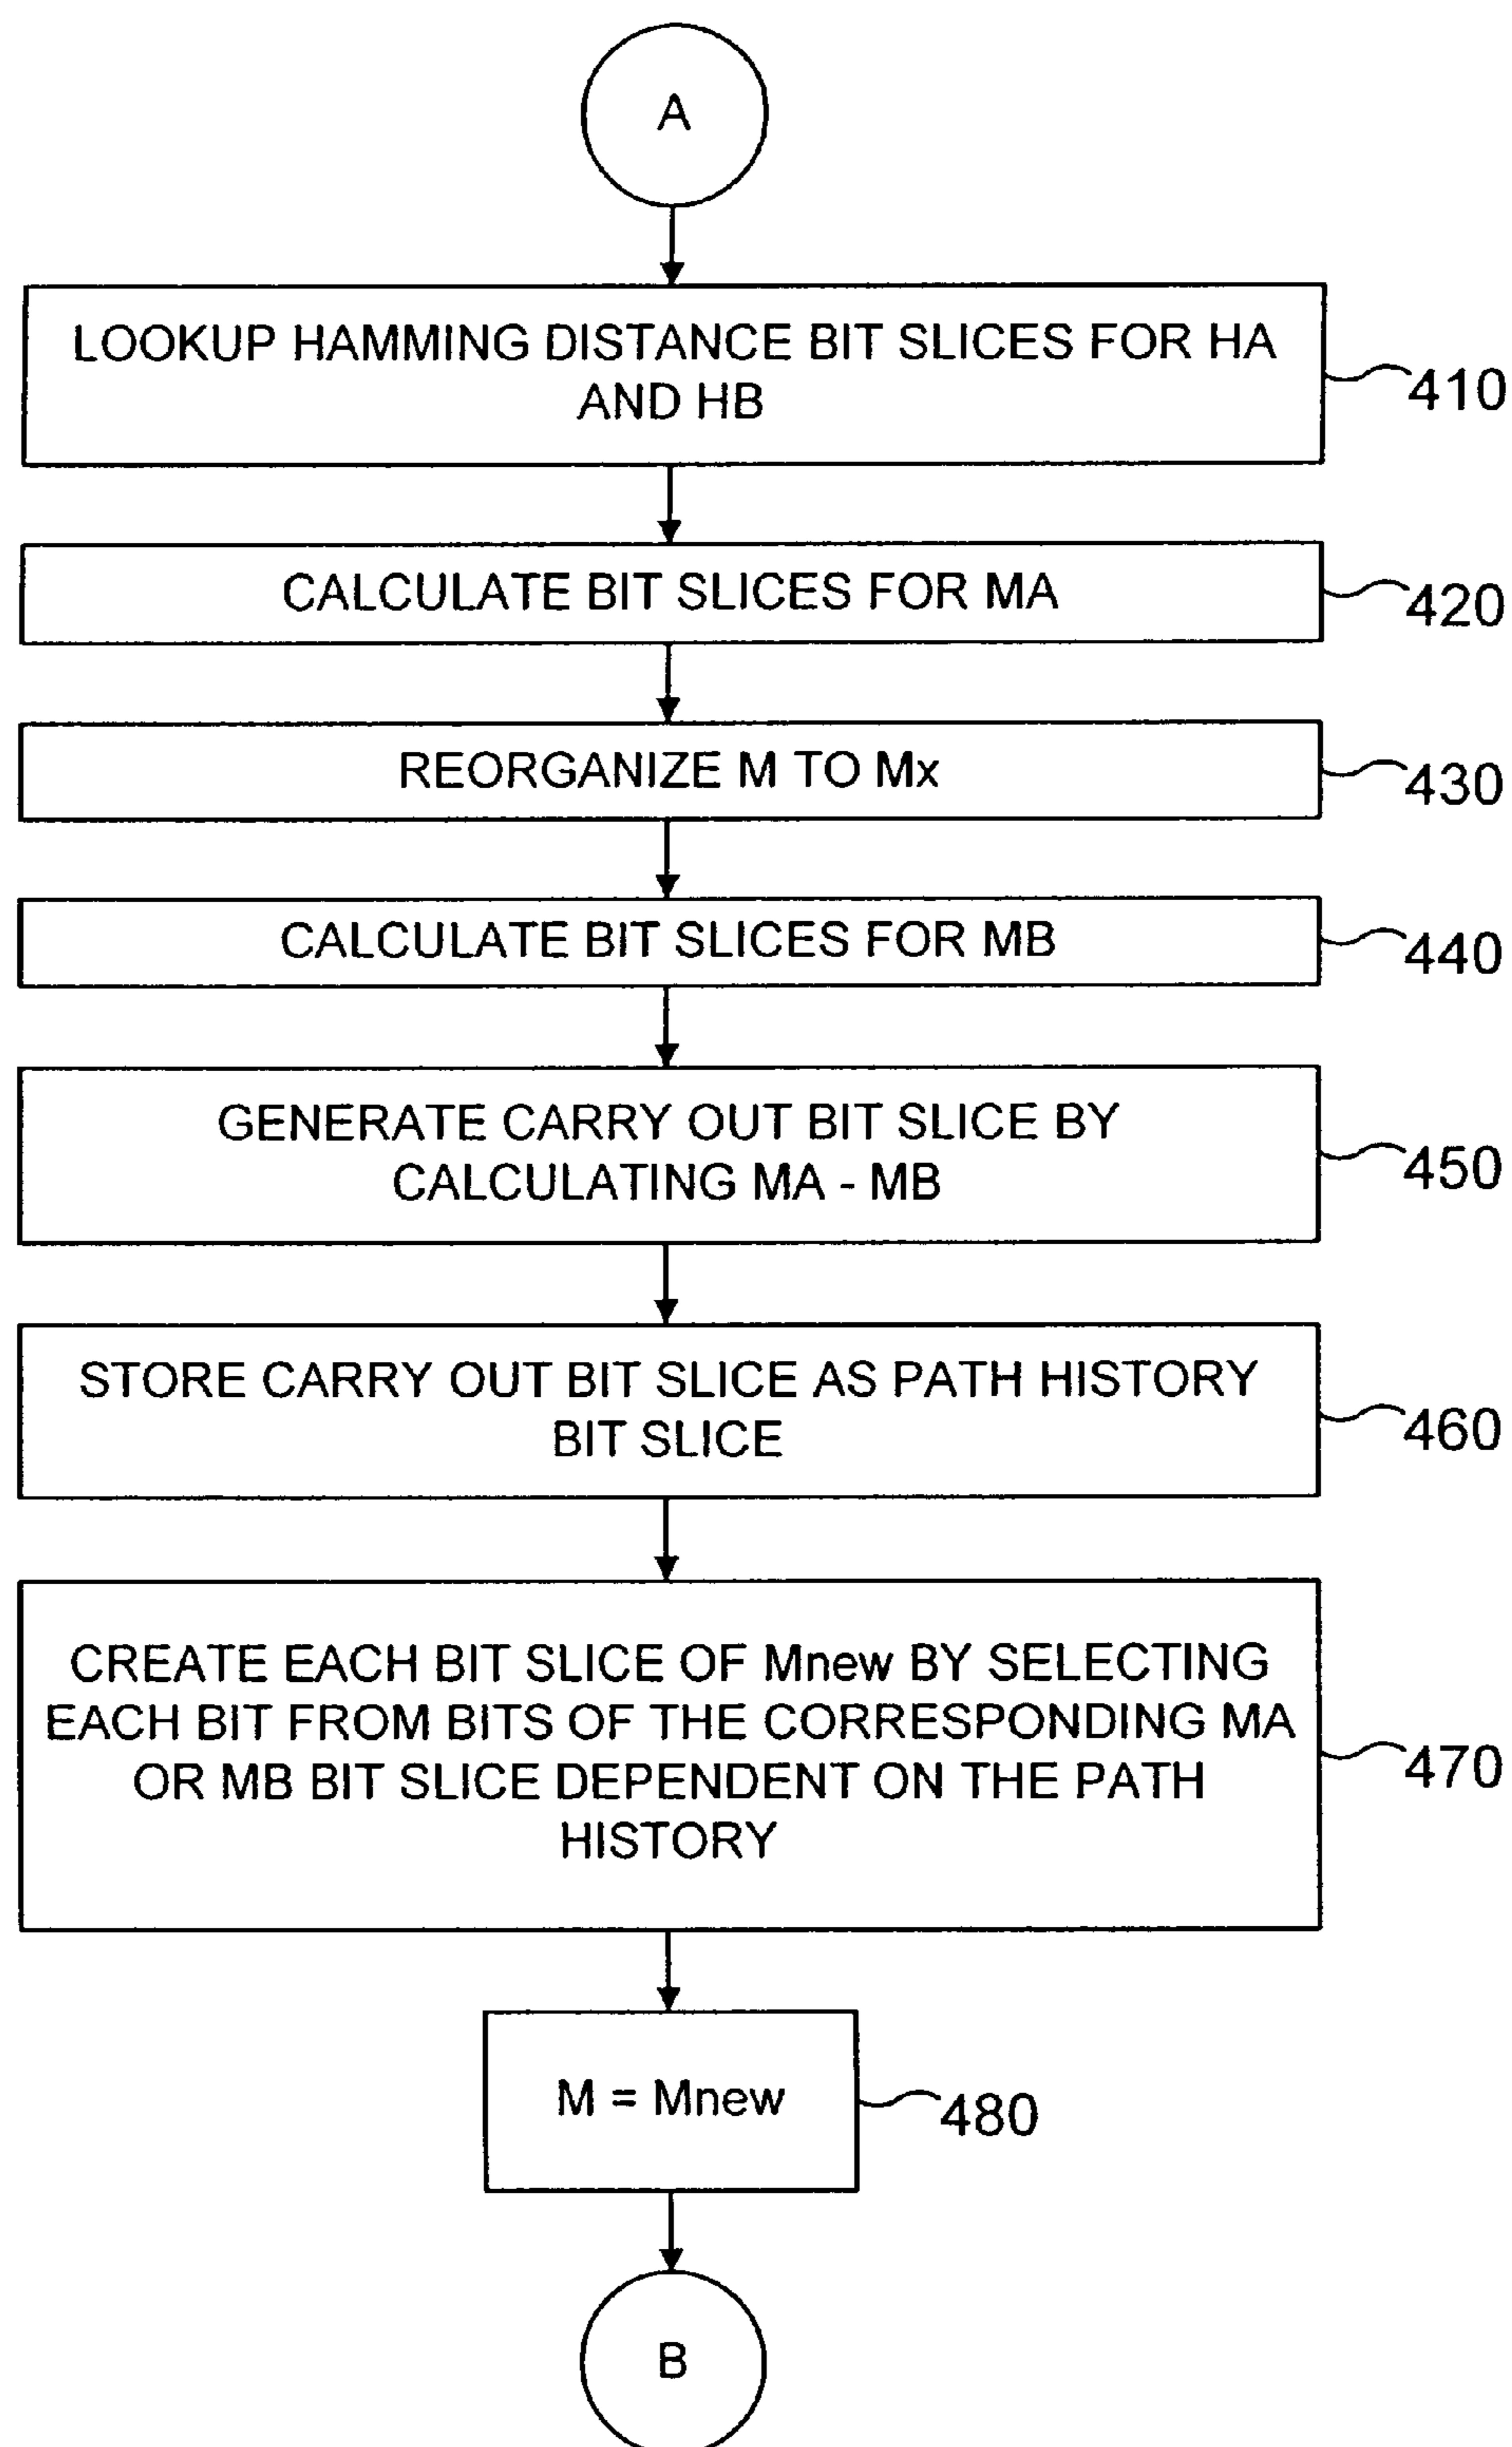 A
LOOKUP HAMMING DISTANCE BIT SLICES FOR HA
AND HB
410
CALCULATE BIT SLICES FOR MA
420
REORGANIZE M TO Mx
430
CALCULATE BIT SLICES FOR MB
440
GENERATE CARRY OUT BIT SLICE BY
CALCULATING MA - MB
450
STORE CARRY OUT BIT SLICE AS PATH HISTORY
BIT SLICE
460
CREATE EACH BIT SLICE OF Mnew BY SELECTING
EACH BIT FROM BITS OF THE CORRESPONDING MA
OR MB BIT SLICE DEPENDENT ON THE PATH
HISTORY
470
M = Mnew
480
B